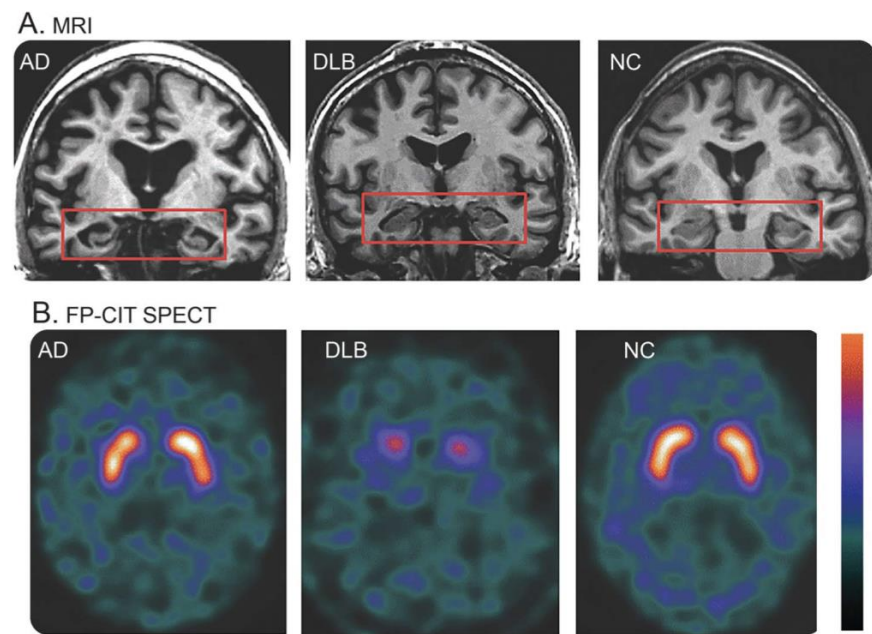 A. MRI
AD
DLB
NC
B. FP-CIT SPECT
AD
DLB
NC